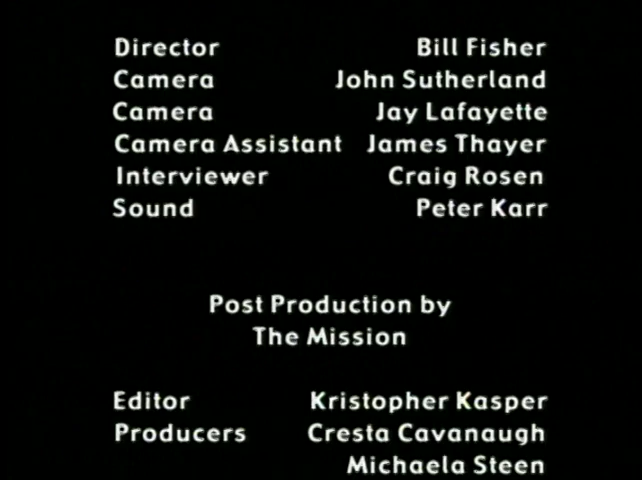 Director Bill Fisher
Camera John Sutherland
Camera Jay Lafayette
Camera Assistant James Thayer
Interviewer Craig Rosen
Sound Peter Karr
Post Production by
The Mission
Editor Kristopher Kasper
Producers Cresta Cavanaugh
Michaela Steen